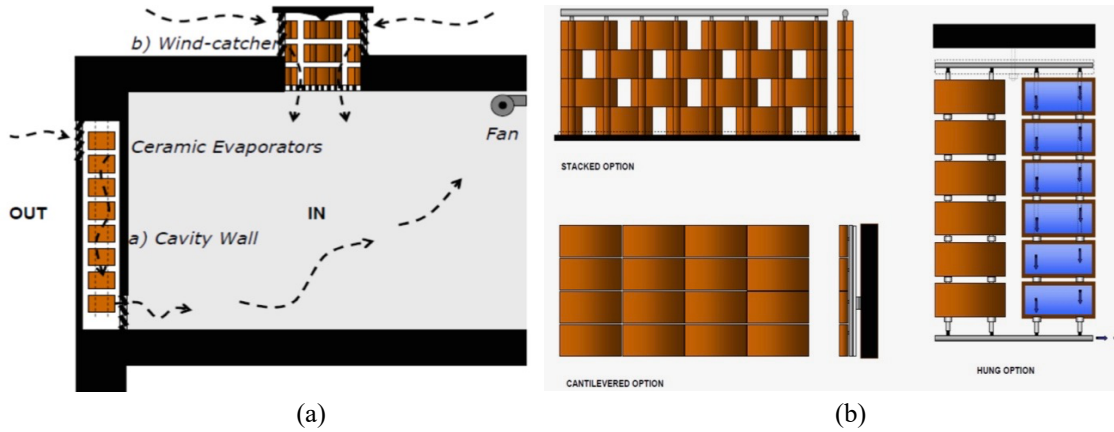 b) Wind-catcher
Fan
Ceramic Evaporators
OUT
IN
a) Cavity Wall
STACKED OPTION
CANTILEVERED OPTION
HUNG OPTION
(a)
(b)